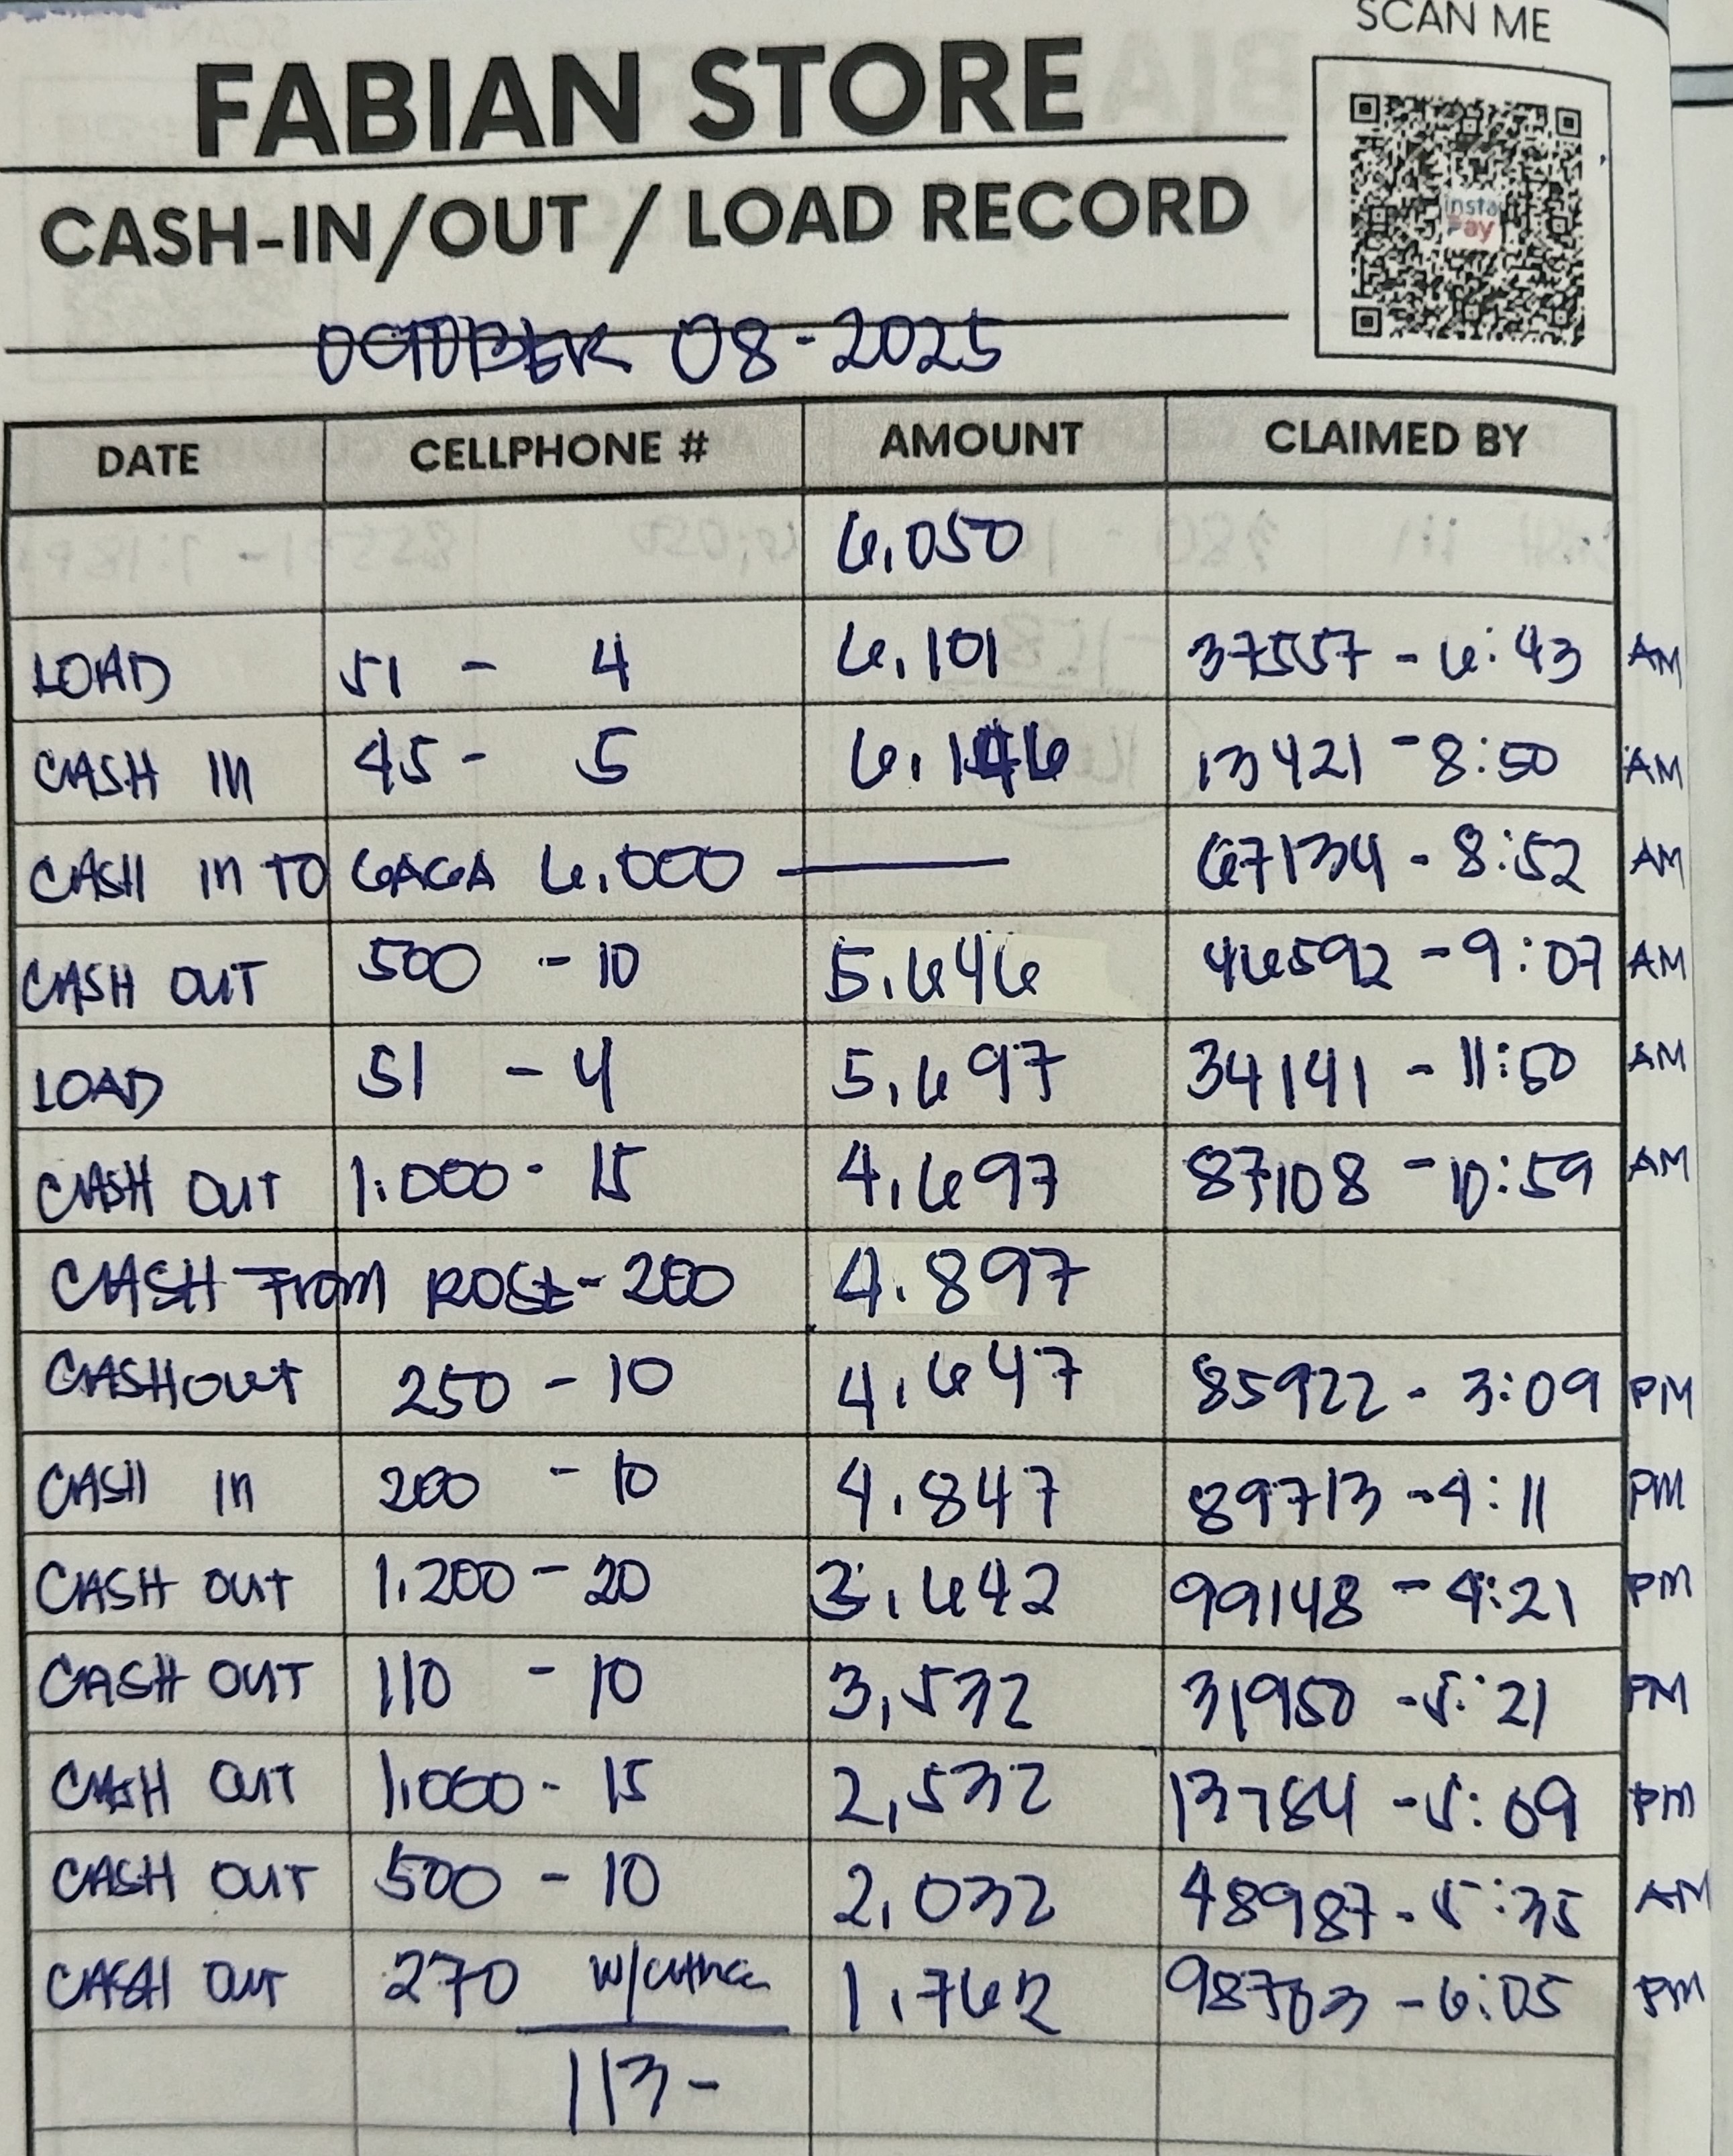 SCAN ME
FABIAN STORE
insta
Pay
CASH-IN/OUT / LOAD RECORD
OCTOBER 08-2025
DATE CELLPHONE # AMOUNT CLAIMED BY
6,050
LOAD 51 - 4 6,101 37557 - 6:43 AM
CASH IN 45 - 5 6,146 13421 - 8:50 AM
CASH IN TO GAGA 6,000 — 67134 - 8:52 AM
CASH OUT 500 - 10 5,646 46592 - 9:07 AM
LOAD 51 - 4 5,697 34141 - 11:50 AM
CASH OUT 1,000 - 15 4,697 87108 - 10:59 AM
CASH From ROSE - 200 4.897
CASHOUT 250 - 10 4,647 85922 - 3:09 PM
CASH IN 200 - 10 4.847 89713 - 4:11 PM
CASH OUT 1,200 - 20 3,642 99148 - 4:21 PM
CASH OUT 110 - 10 3,532 31950 - 5:21 PM
CASH OUT 1,000 - 15 2,532 13784 - 5:09 PM
CASH OUT 500 - 10 2,032 48987 - 5:35 AM
CASH OUT 270 1,762 - 6:05 PM
113 -